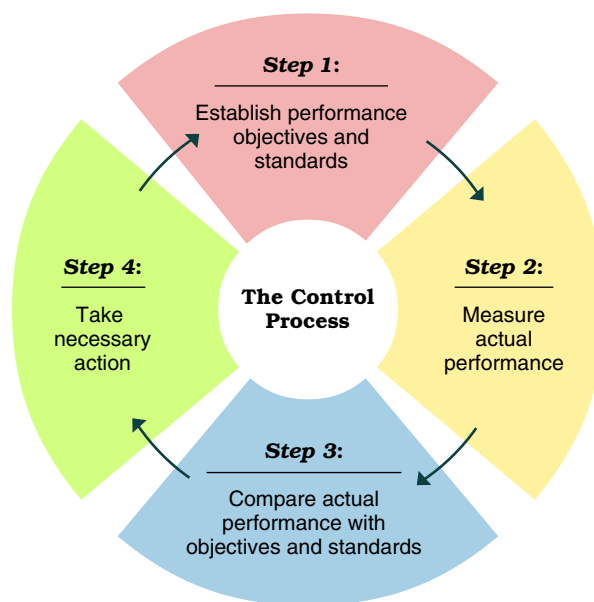 Step 1:
Establish performance
objectives and
standards
Step 2:
Measure
actual
performance
Step 3:
Compare actual
performance with
objectives and standards
Step 4:
Take
necessary
action
The Control
Process